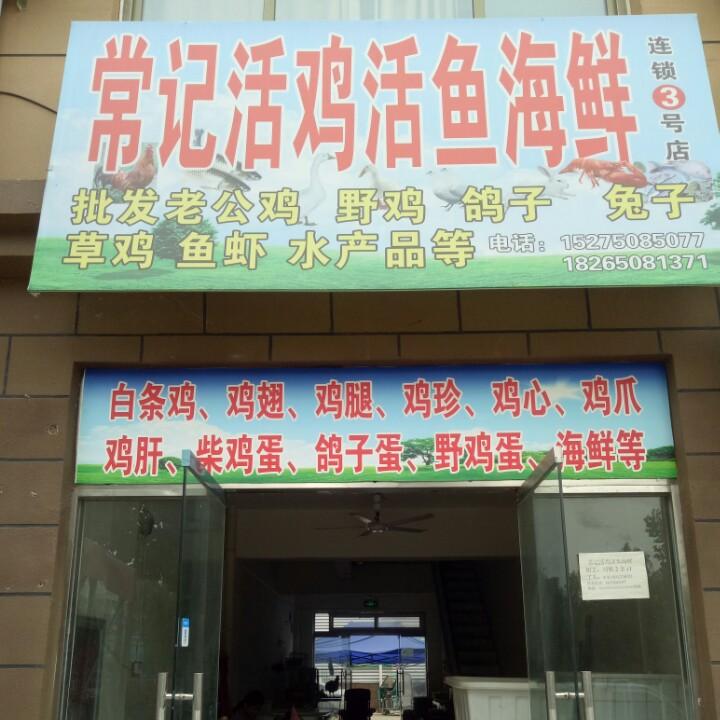 常记活鸡活鱼海鲜
连锁3号店
批发老公鸡 野鸡 鸽子 兔子
草鸡 鱼虾 水产品等 电话：15275085077
18265081371
白条鸡、鸡翅、鸡腿、鸡珍、鸡心、鸡爪
鸡肝、柴鸡蛋、鸽子蛋、野鸡蛋、海鲜等